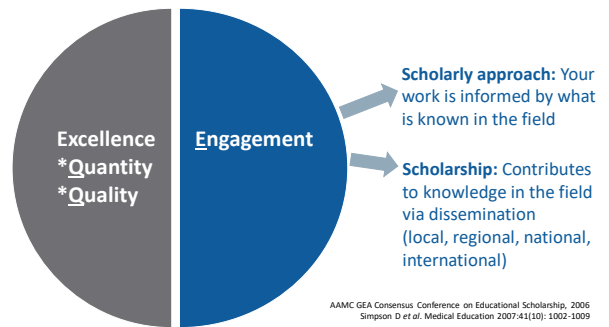 Excellence
*Quantity
*Quality
Engagement
Scholarly approach: Your
work is informed by what
is known in the field
Scholarship: Contributes
to knowledge in the field
via dissemination
(local, regional, national,
international)
AAMC GEA Consensus Conference on Educational Scholarship, 2006
Simpson D et al. Medical Education 2007:41(10): 1002-1009